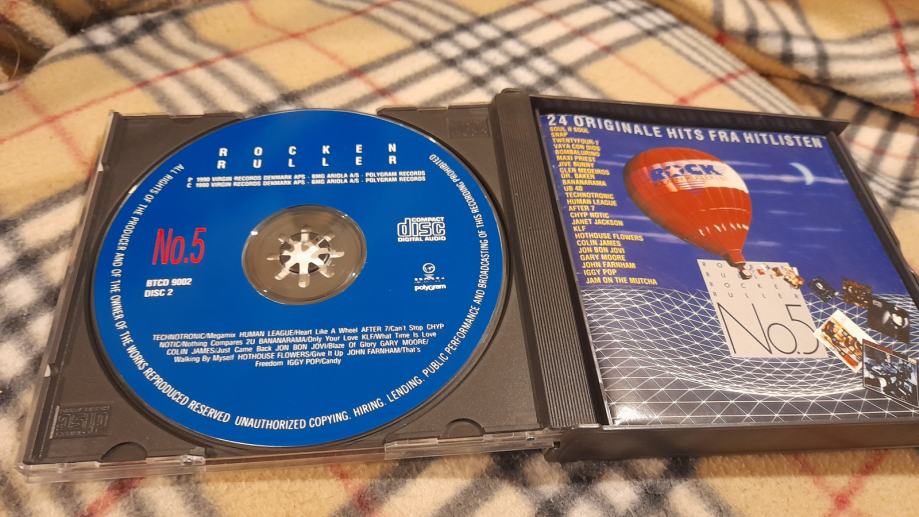 ROCKEN
RULLER
P 1990 VIRGIN RECORDS DENMARK APS - BMG ARIOLA A/S - POLYGRAM RECORDS
C 1990 VIRGIN RECORDS DENMARK APS - BMG ARIOLA A/S - POLYGRAM RECORDS
ALL RIGHTS OF THE PRODUCER AND OF THE OWNER OF THE WORKS REPRODUCED RESERVED UNAUTHORIZED COPYING. HIRING. LENDING. PUBLIC PERFORMANCE AND BROADCASTING OF THIS RECORDING PROHIBITED
No.5
COMPACT
disc
DIGITAL AUDIO
BTCD 9002
DISC 2
polygram
TECHNOTRONIC/Megamix HUMAN LEAGUE/Heart Like A Wheel AFTER 7/Can't Stop CHYP
NOTIC/Nothing Compares 2U BANANARAMA/Only Your Love KLF/What Time Is Love
COLIN JAMES/Just Came Back JON BON JOVI/Blaze Of Glory GARY MOORE/
Walking By Myself HOTHOUSE FLOWERS/Give It Up JOHN FARNHAM/That's
Freedom IGGY POP/Candy
24 ORIGINALE HITS FRA HITLISTEN
SOUL II SOUL
SNAP
TWENTYFOUR-7
VAYA CON DIOS
BOMBALURINO
MAXI PRIEST
JIVE BUNNY
GLEN MEDEIROS
DR. BAKER
BANANARAMA
UB 40
TECHNOTRONIC
HUMAN LEAGUE
AFTER 7
CHYP NOTIC
JANET JACKSON
KLF
HOTHOUSE FLOWERS
COLIN JAMES
JON BON JOVI
GARY MOORE
JOHN FARNHAM
IGGY POP
JAM ON THE MUTCHA
ROCK
ROCKEN
RULLER
ROCKEN
RULLER
No.5